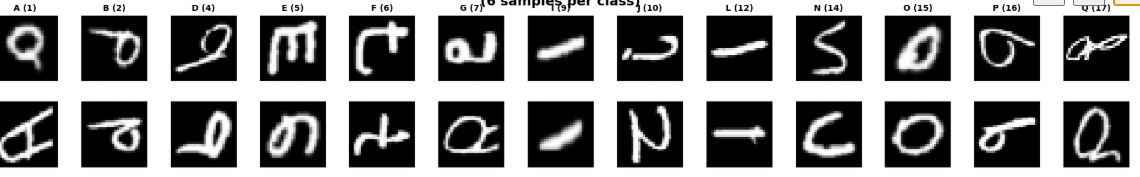 (6 samples per class)
A (1) B (2) D (4) E (5) F (6) G (7) I (9) J (10) L (12) N (14) O (15) P (16) Q (17)